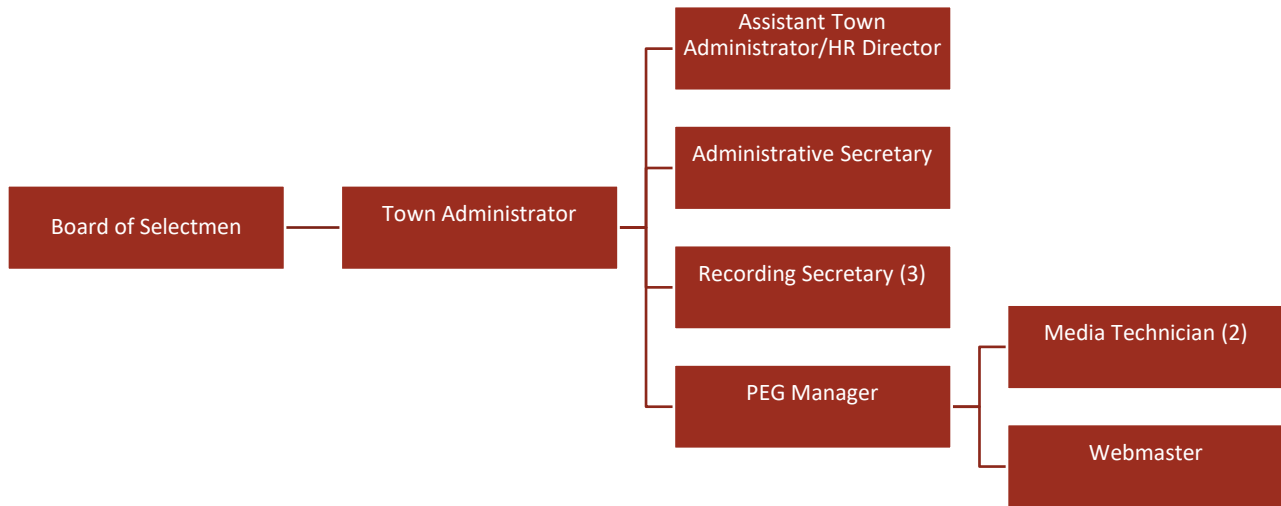 Board of Selectmen
Town Administrator
Assistant Town
Administrator/HR Director
Administrative Secretary
Recording Secretary (3)
PEG Manager
Media Technician (2)
Webmaster